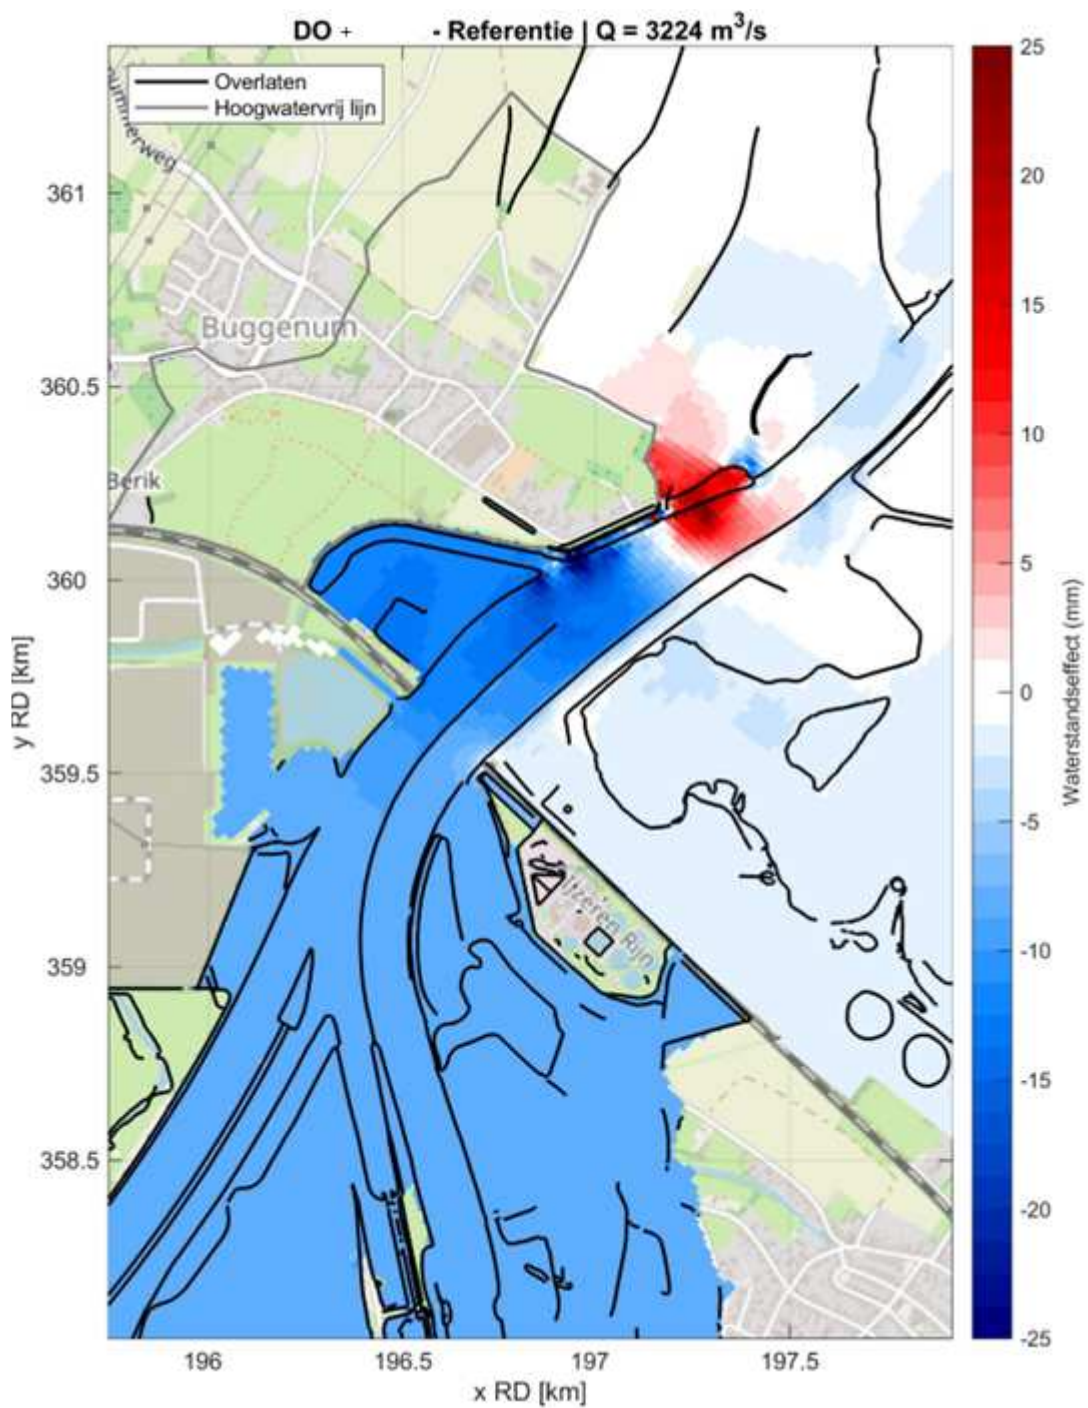 DO + - Referentie | Q = 3224 m³/s
Overlaten
Hoogwatervrij lijn
Buggenum
Berik
IJzeren Rijn
y RD [km]
361
360.5
360
359.5
359
358.5
196
196.5
197
197.5
x RD [km]
25
20
15
10
5
0
-5
-10
-15
-20
-25
Waterstandseffect (mm)